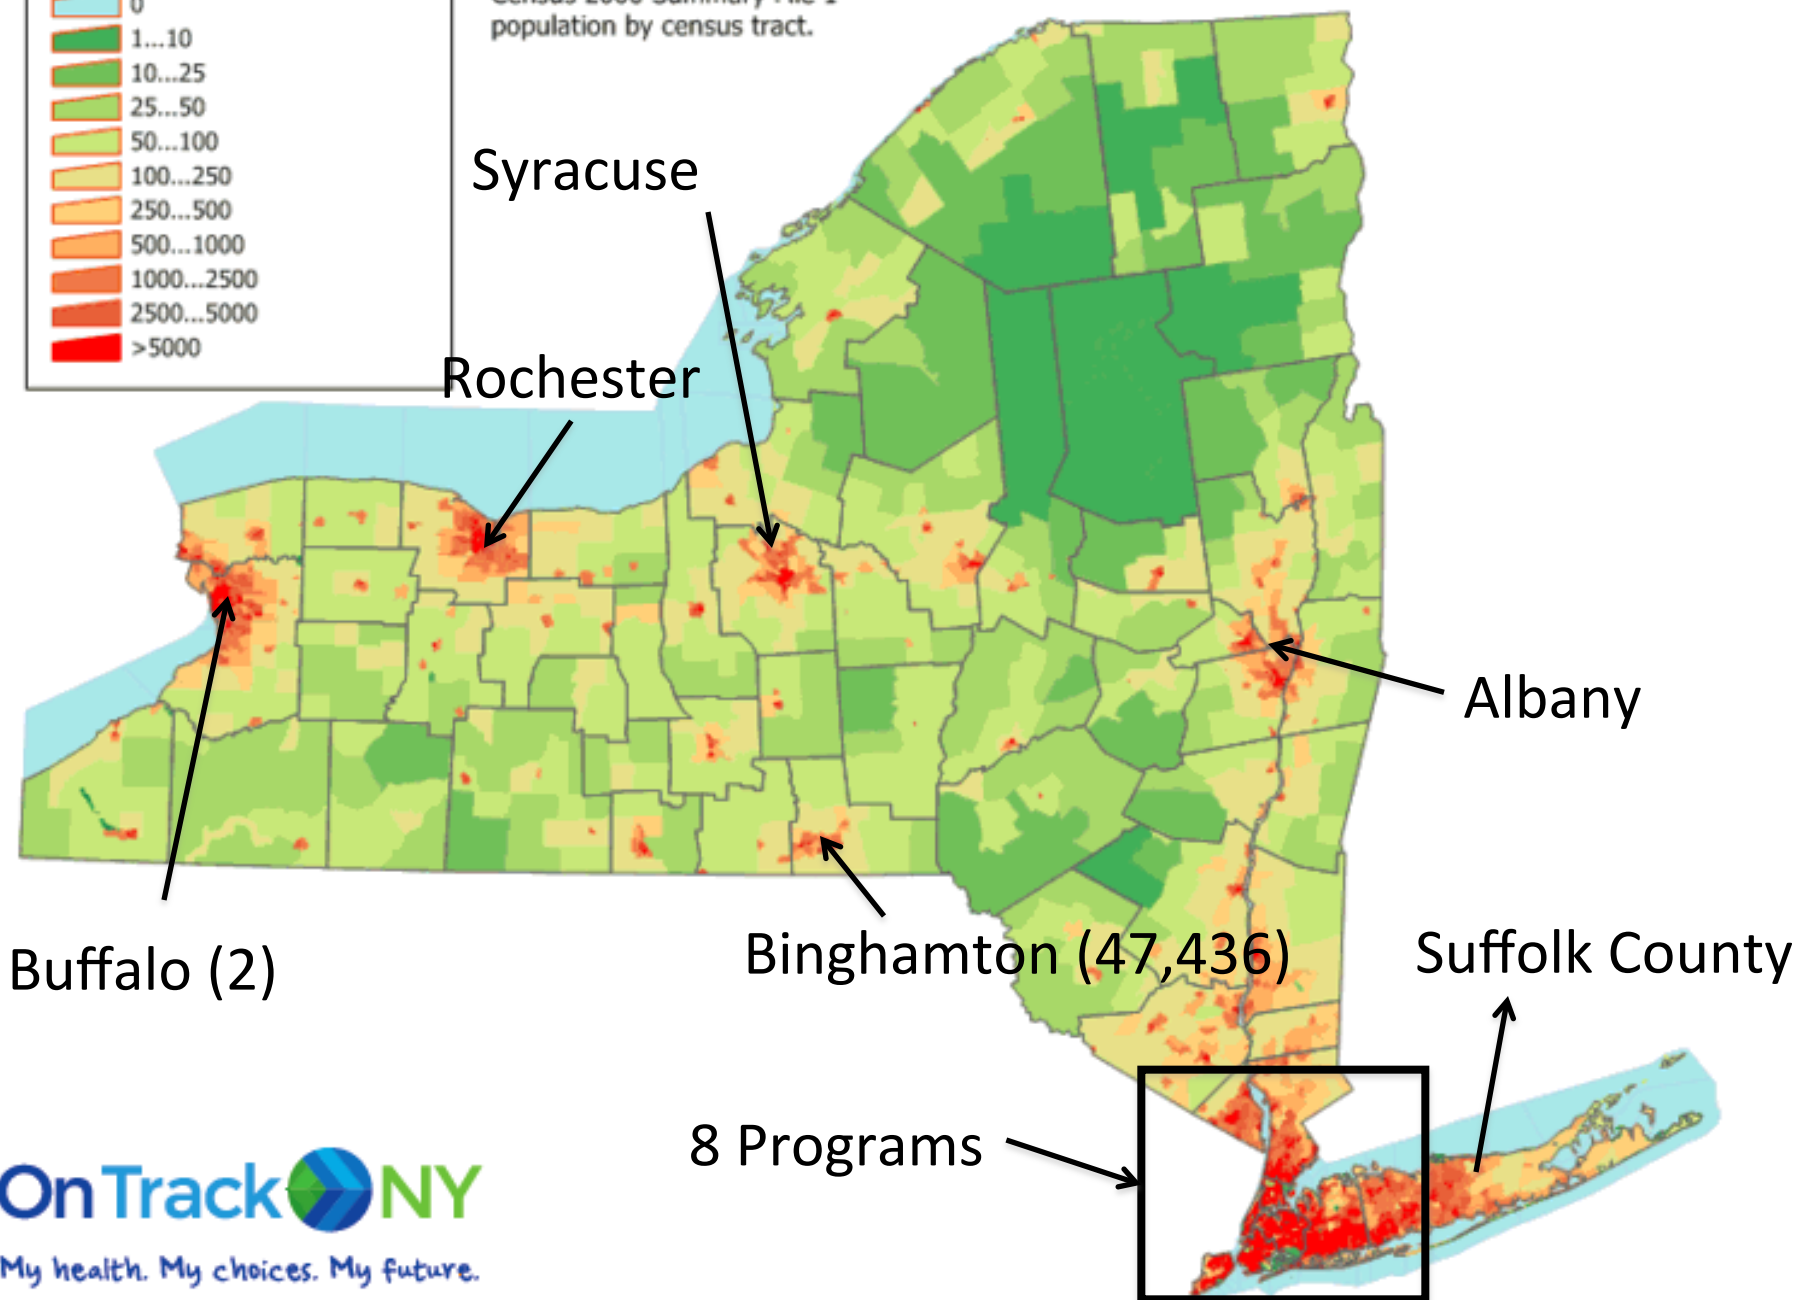 0
1...10
10...25
25...50
50...100
100...250
250...500
500...1000
1000...2500
2500...5000
>5000
population by census tract.
Syracuse
Rochester
Albany
Buffalo (2)
Binghamton (47,436)
Suffolk County
8 Programs
OnTrack NY
My health. My choices. My future.